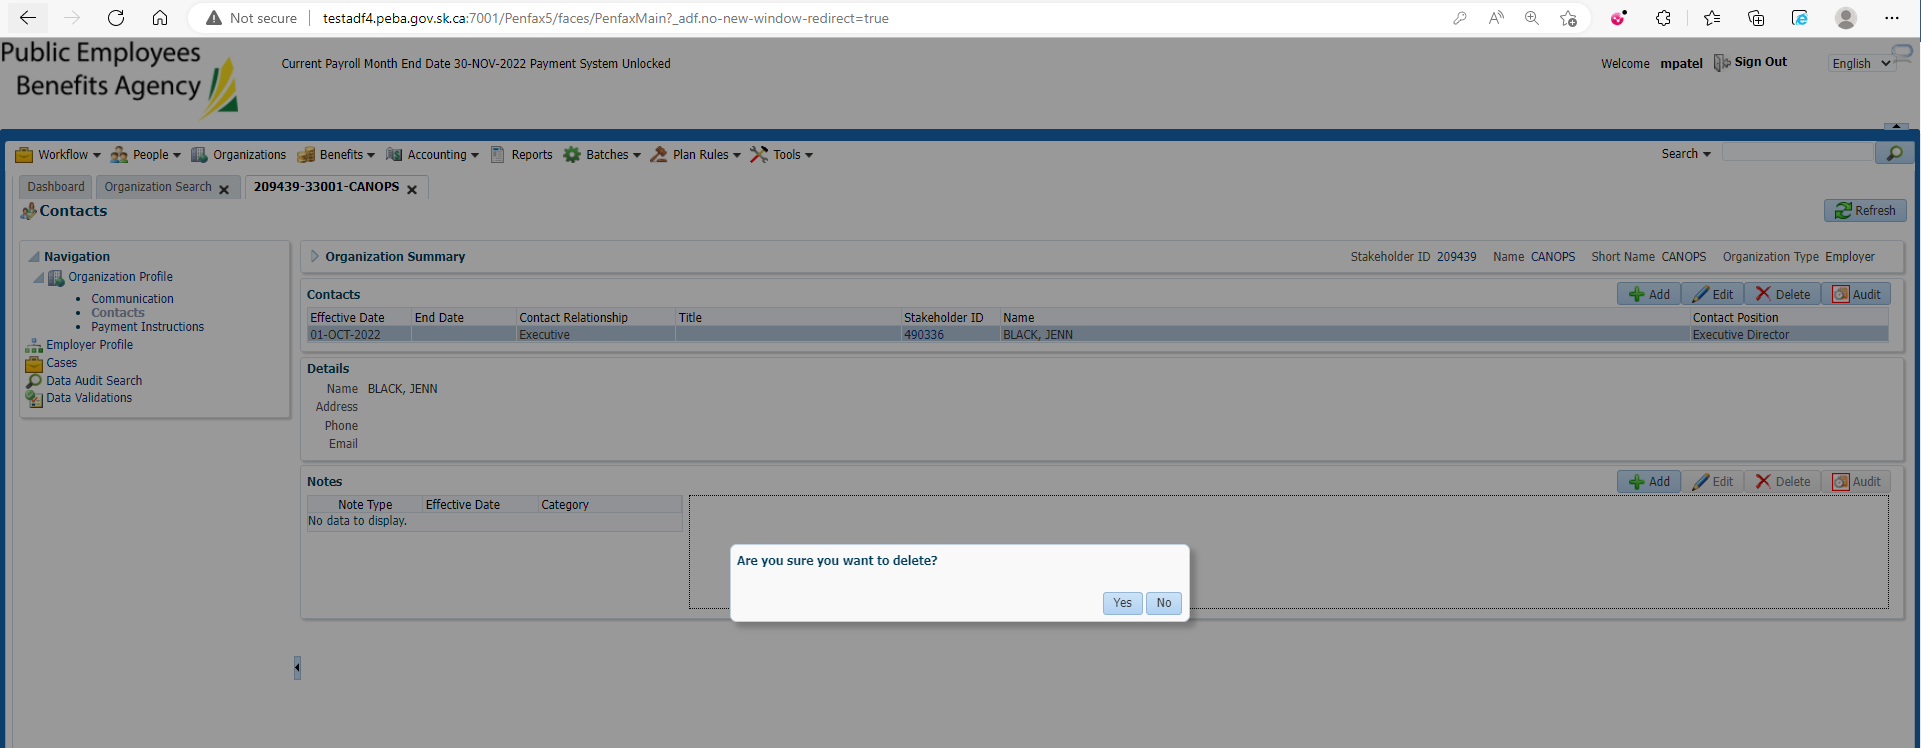 Not secure testadf4.peba.gov.sk.ca:7001/Penfax5/faces/PenfaxMain?_adf.no-new-window-redirect=true
Public Employees
Benefits Agency
Current Payroll Month End Date 30-NOV-2022 Payment System Unlocked
Welcome mpatel Sign Out English
Workflow People Organizations Benefits Accounting Reports Batches Plan Rules Tools Search
Dashboard Organization Search 209439-33001-CANOPS
Contacts Refresh
Navigation
Organization Profile
Communication
Contacts
Payment Instructions
Employer Profile
Cases
Data Audit Search
Data Validations
Organization Summary Stakeholder ID 209439 Name CANOPS Short Name CANOPS Organization Type Employer
Contacts Add Edit Delete Audit
Effective Date End Date Contact Relationship Title Stakeholder ID Name Contact Position
01-OCT-2022 Executive 490336 BLACK, JENN Executive Director
Details
Name BLACK, JENN
Address
Phone
Email
Notes Add Edit Delete Audit
Note Type Effective Date Category
No data to display.
Are you sure you want to delete?
Yes No